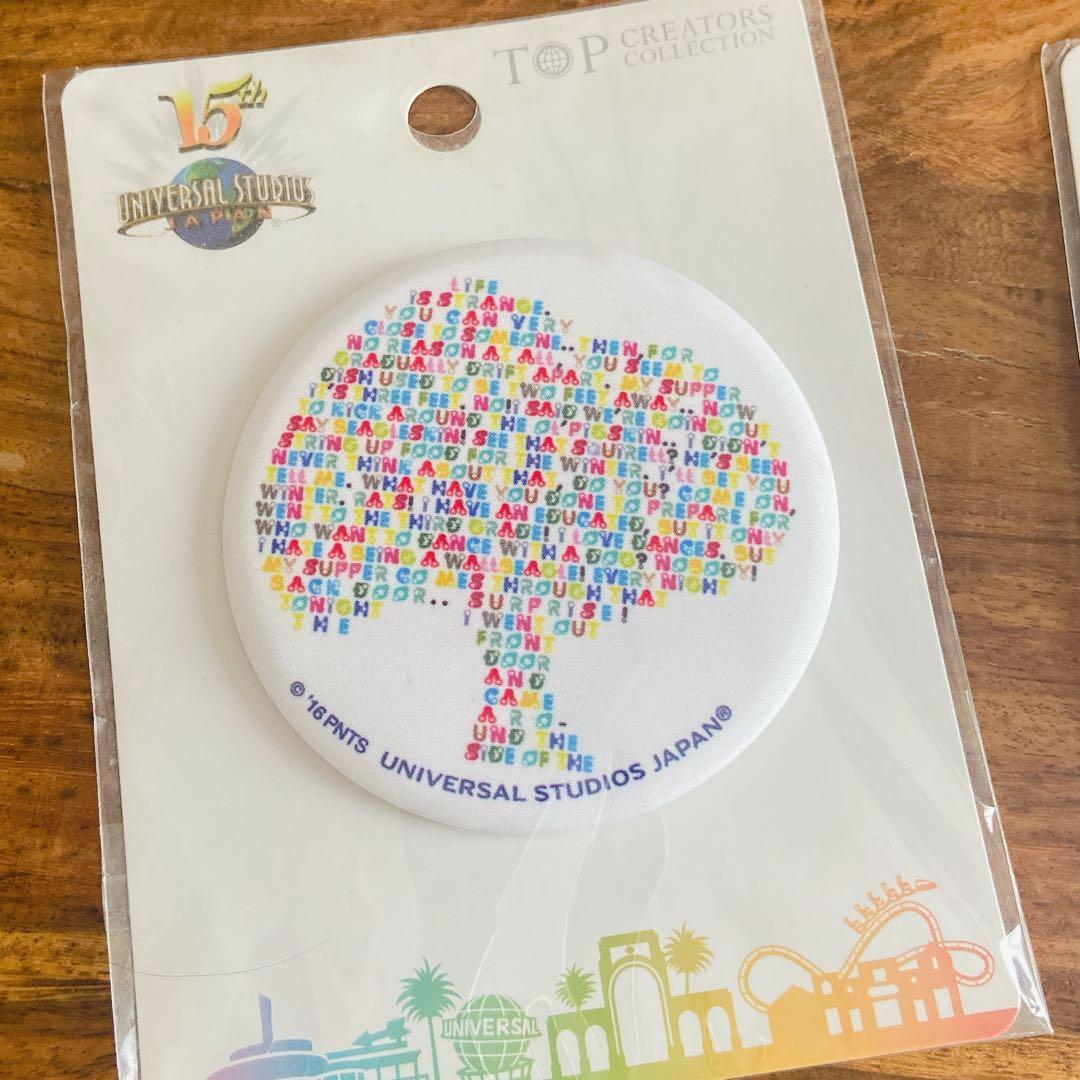 15th
UNIVERSAL STUDIOS
JAPAN®
TOP CREATORS
COLLECTION
LIFE
IS STRANGE.
YOU CAN VERY
CLOSE TO SOMEONE.. THEN, FOR
NO REASON AT ALL, YOU SEEM TO
GRADUALLY DRIFT APART. MY SUPPER
DISH USED TO BE TWO FEET AWAY.. NOW
IT'S THREE FEET. NO!! SAID WE'RE GOING OUT
TO KICK AROUND THE OL' PIGSKIN.. I DIDN'T
SAY BEAGLESKIN! SEE THAT SQUIRELL? HE'S BEEN
STRING UP FOOD FOR THE WINTER. I'LL BET YOU
NEVER THINK ABOUT THAT, DO YOU? COME ON,
TELL ME. WHAT HAVE YOU DONE TO PREPARE FOR
WINTER. RATS! I HAVE AN EDUCATED, BUT I ONLY
WENT TO THE THIRD GRADE! I LOVE DANCES. BUT
WHO WANT TO DANCE WITH A DOG? NOBODY!
I HATE A BEING A WALLBEAGLE! EVERY NIGHT
MY SUPPER COMES THROUGH THAT
BACK DOOR.. SURPRISE!
TONIGHT I WENT OUT
THE FRONT
DOOR
AND
CAME
ARO-
UND THE
SIDE OF THE
© '16 PNTS UNIVERSAL STUDIOS JAPAN®
UNIVERSAL